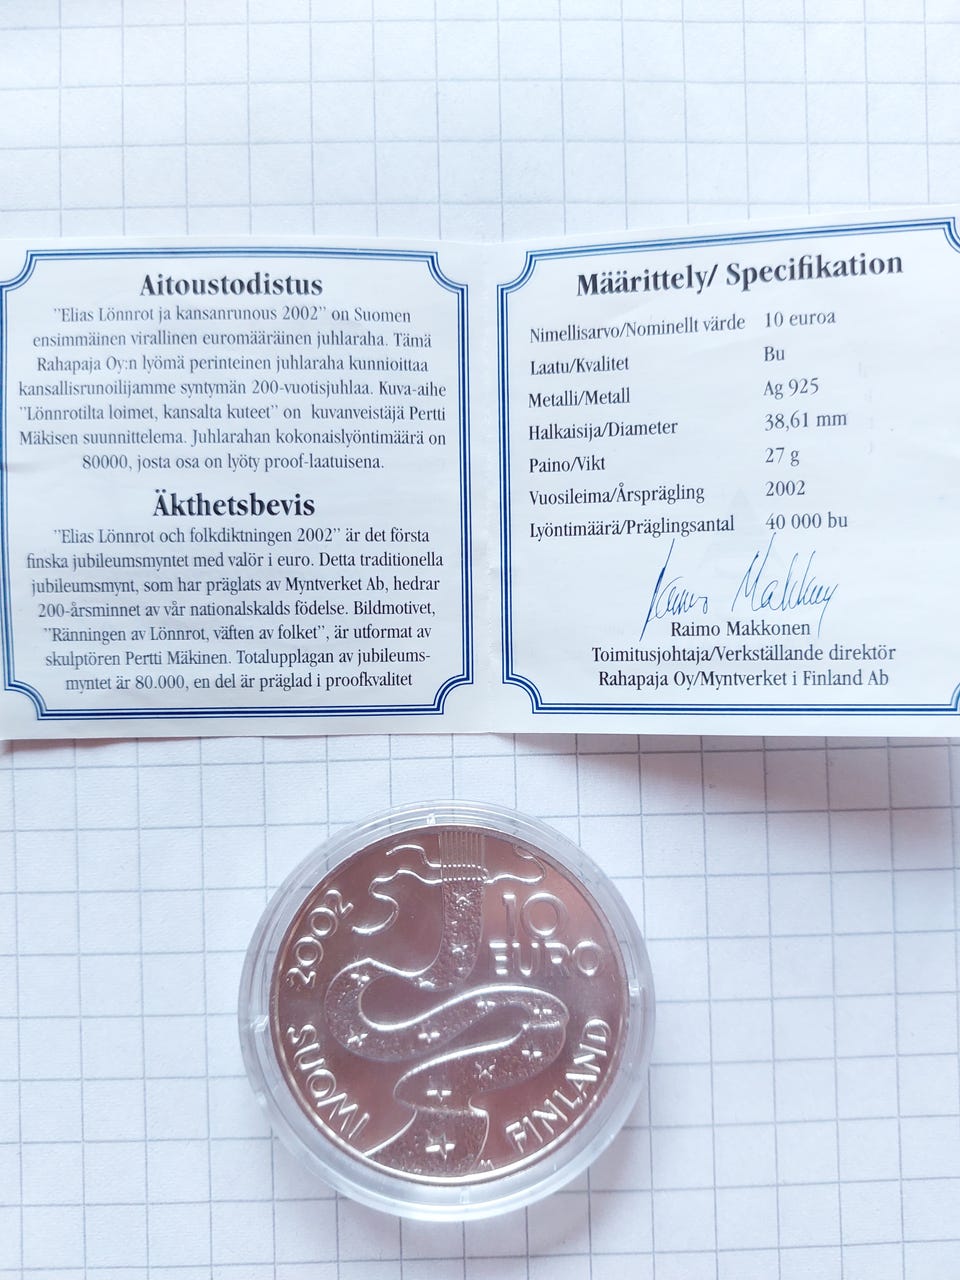 Aitoustodistus
”Elias Lönnrot ja kansanrunous 2002” on Suomen
ensimmäinen virallinen euromääräinen juhlaraha. Tämä
Rahapaja Oy:n lyömä perinteinen juhlaraha kunnioittaa
kansallisrunoilijamme syntymän 200-vuotisjuhlaa. Kuva-aihe
”Lönnrotilta loimet, kansalta kuteet” on kuvanveistäjä Pertti
Mäkisen suunnittelema. Juhlarahan kokonaislyöntimäärä on
80000, josta osa on lyöty proof-laatuisena.
Äkthetsbevis
”Elias Lönnrot och folkdiktningen 2002” är det första
finska jubileumsmyntet med valör i euro. Detta traditionella
jubileumsmynt, som har präglats av Myntverket Ab, hedrar
200-årsminnet av vår nationalskalds födelse. Bildmotivet,
”Ränningen av Lönnrot, väften av folket”, är utformat av
skulptören Pertti Mäkinen. Totalupplagan av jubileums-
myntet är 80.000, en del är präglad i proofkvalitet
Määrittely/ Specifikation
Nimellisarvo/Nominellt värde 10 euroa
Laatu/Kvalitet Bu
Metalli/Metall Ag 925
Halkaisija/Diameter 38,61 mm
Paino/Vikt 27 g
Vuosileima/Årsprägling 2002
Lyöntimäärä/Präglingsantal 40 000 bu
Raimo Makkonen
Raimo Makkonen
Toimitusjohtaja/Verkställande direktör
Rahapaja Oy/Myntverket i Finland Ab
2002
10
EURO
SUOMI
FINLAND
M